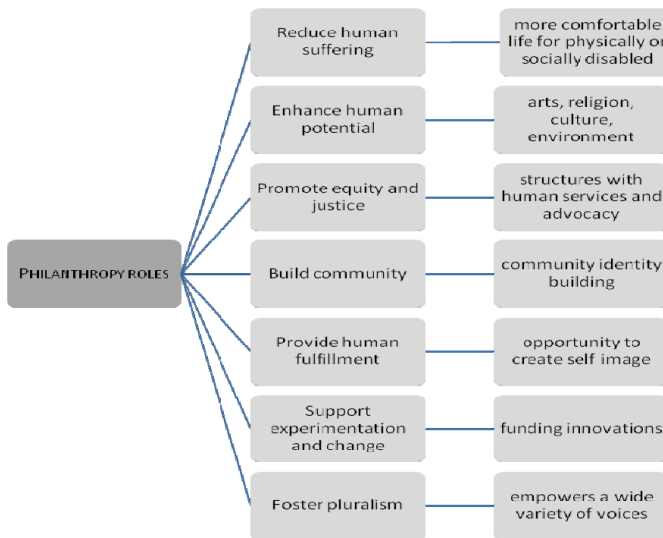 Reduce human
suffering
more comfortable
life for physically or
socially disabled
Enhance human
potential
arts, religion,
culture,
environment
Promote equity and
justice
structures with
human services and
advocacy
PHILANTHROPY ROLES
Build community
community identity
building
Provide human
fulfillment
opportunity to
create self image
Support
experimentation
and change
funding innovations
Foster pluralism
empowers a wide
variety of voices